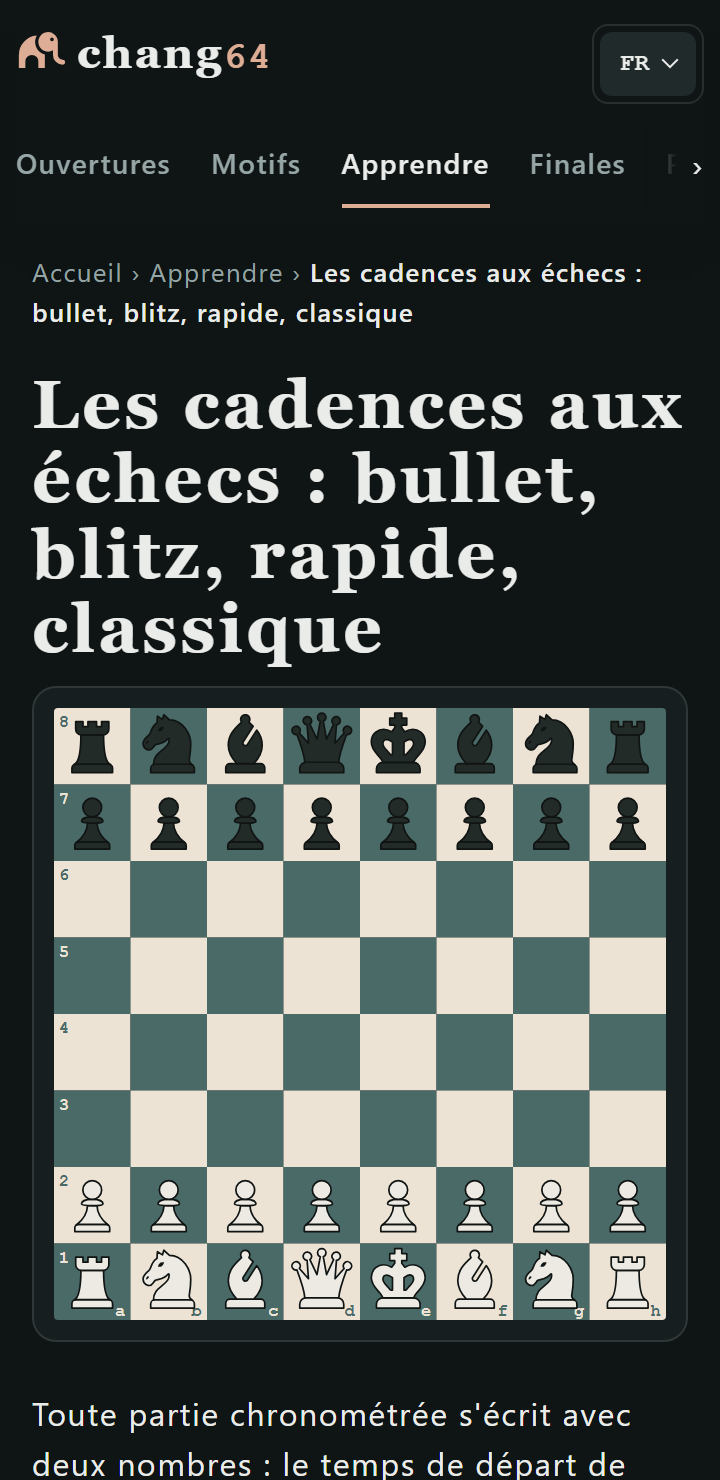 chang64
FR
Ouvertures Motifs Apprendre Finales
Accueil › Apprendre › Les cadences aux échecs :
bullet, blitz, rapide, classique
Les cadences aux
échecs : bullet,
blitz, rapide,
classique
8
7
6
5
4
3
2
1
a b c d e f g h
Toute partie chronométrée s'écrit avec
deux nombres : le temps de départ de